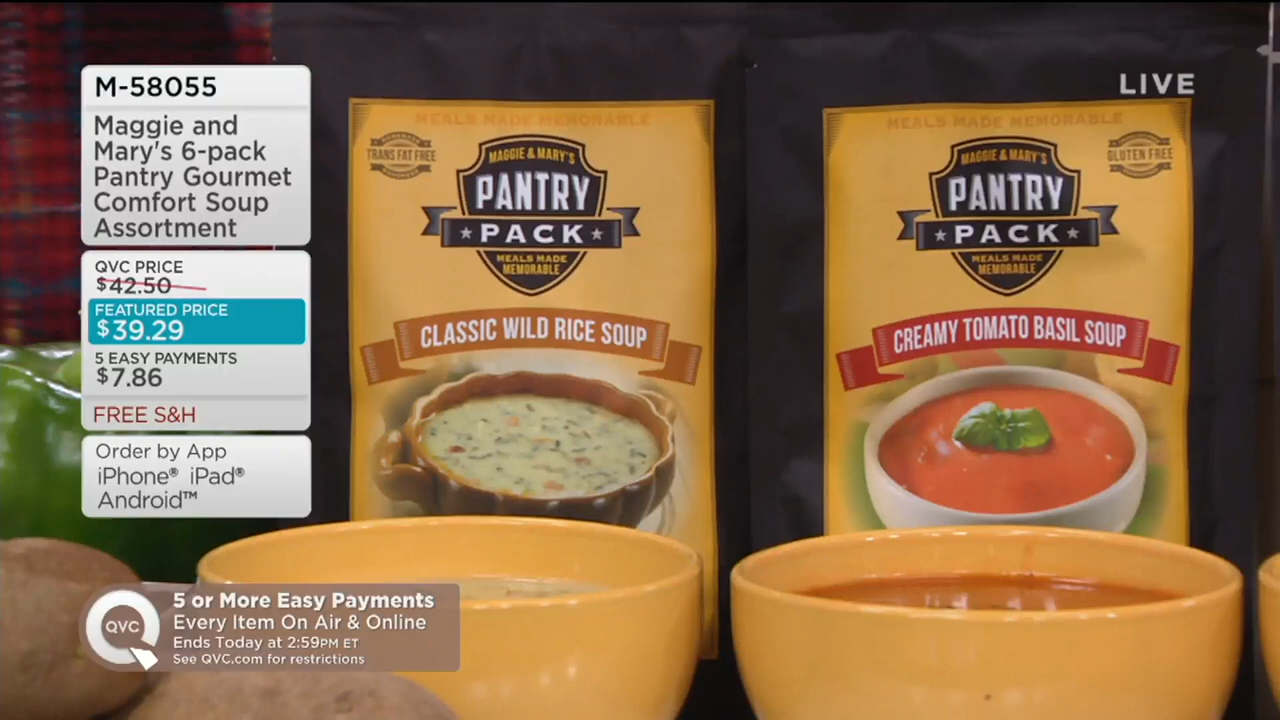 M-58055
Maggie and
Mary's 6-pack
Pantry Gourmet
Comfort Soup
Assortment
QVC PRICE
$42.50
FEATURED PRICE
$39.29
5 EASY PAYMENTS
$7.86
FREE S&H
Order by App
iPhone® iPad®
Android™
LIVE
MEALS MADE MEMORABLE
TRANS FAT FREE
MAGGIE & MARY'S
PANTRY
PACK
MEALS MADE
MEMORABLE
CLASSIC WILD RICE SOUP
MEALS MADE MEMORABLE
GLUTEN FREE
MAGGIE & MARY'S
PANTRY
PACK
MEALS MADE
MEMORABLE
CREAMY TOMATO BASIL SOUP
QVC
5 or More Easy Payments
Every Item On Air & Online
Ends Today at 2:59PM ET
See QVC.com for restrictions